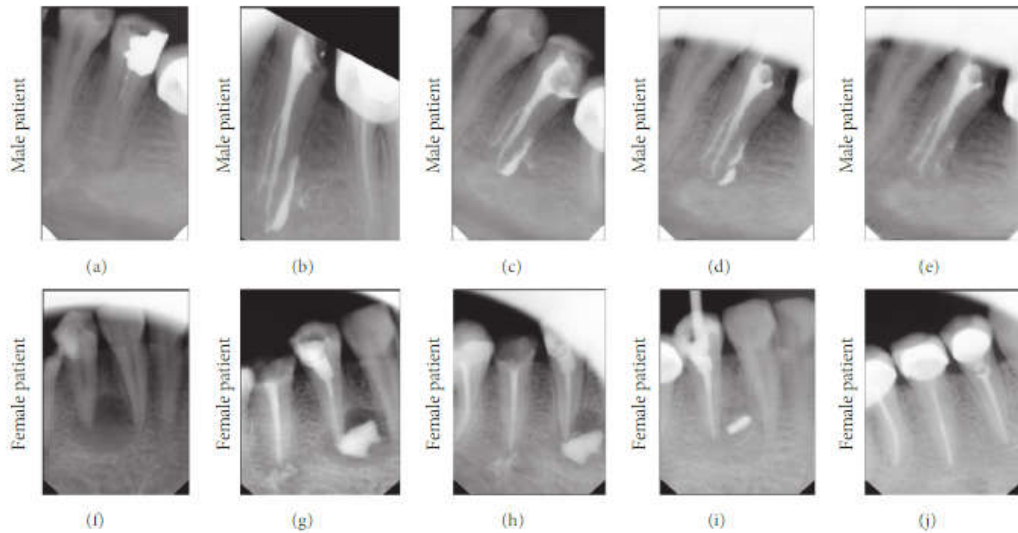 Male patient
Male patient
Male patient
Male patient
Male patient
(a)
(b)
(c)
(d)
(e)
Female patient
Female patient
Female patient
Female patient
Female patient
(f)
(g)
(h)
(i)
(j)